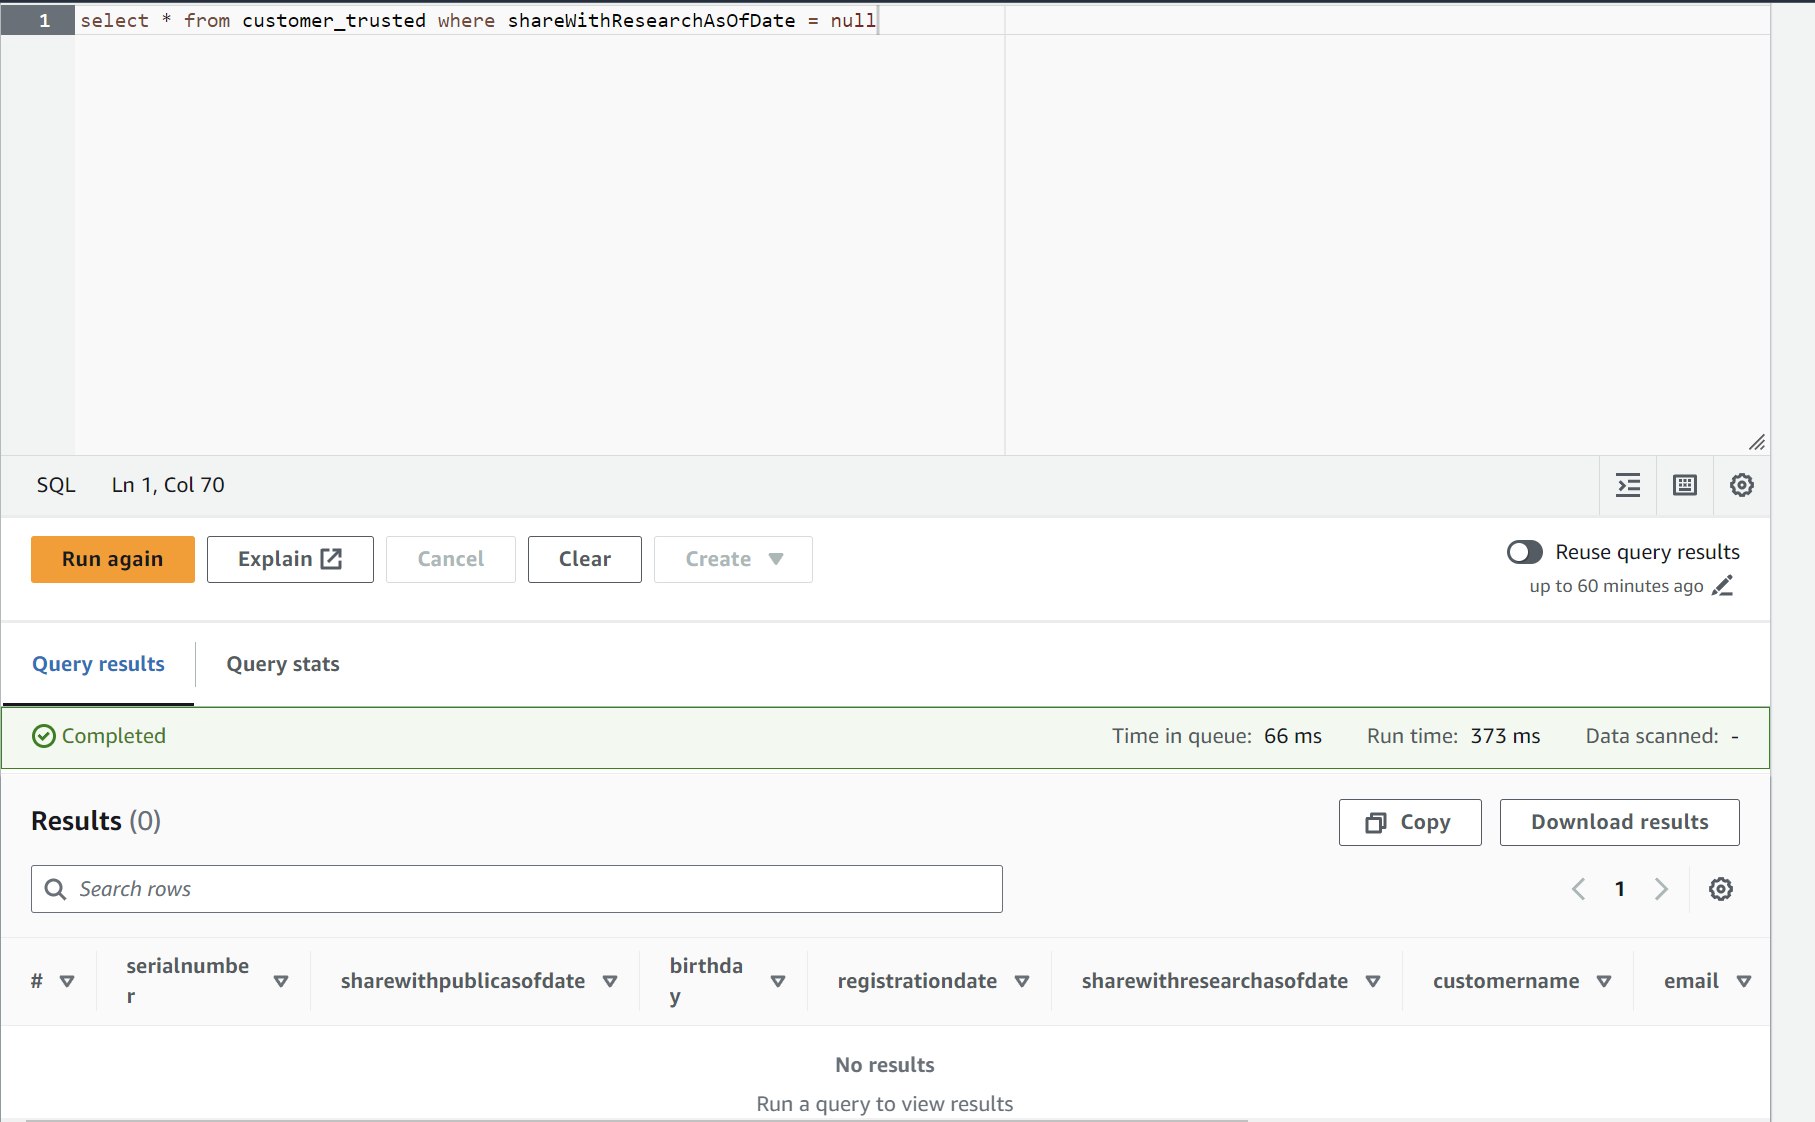 1 select * from customer_trusted where shareWithResearchAsOfDate = null
SQL Ln 1, Col 70
Run again Explain Cancel Clear Create Reuse query results
up to 60 minutes ago
Query results Query stats
Completed Time in queue: 66 ms Run time: 373 ms Data scanned: -
Results (0) Copy Download results
Search rows 1
# serialnumbe
r sharewithpublicasofdate birthda
y registrationdate sharewithresearchasofdate customername email
No results
Run a query to view results